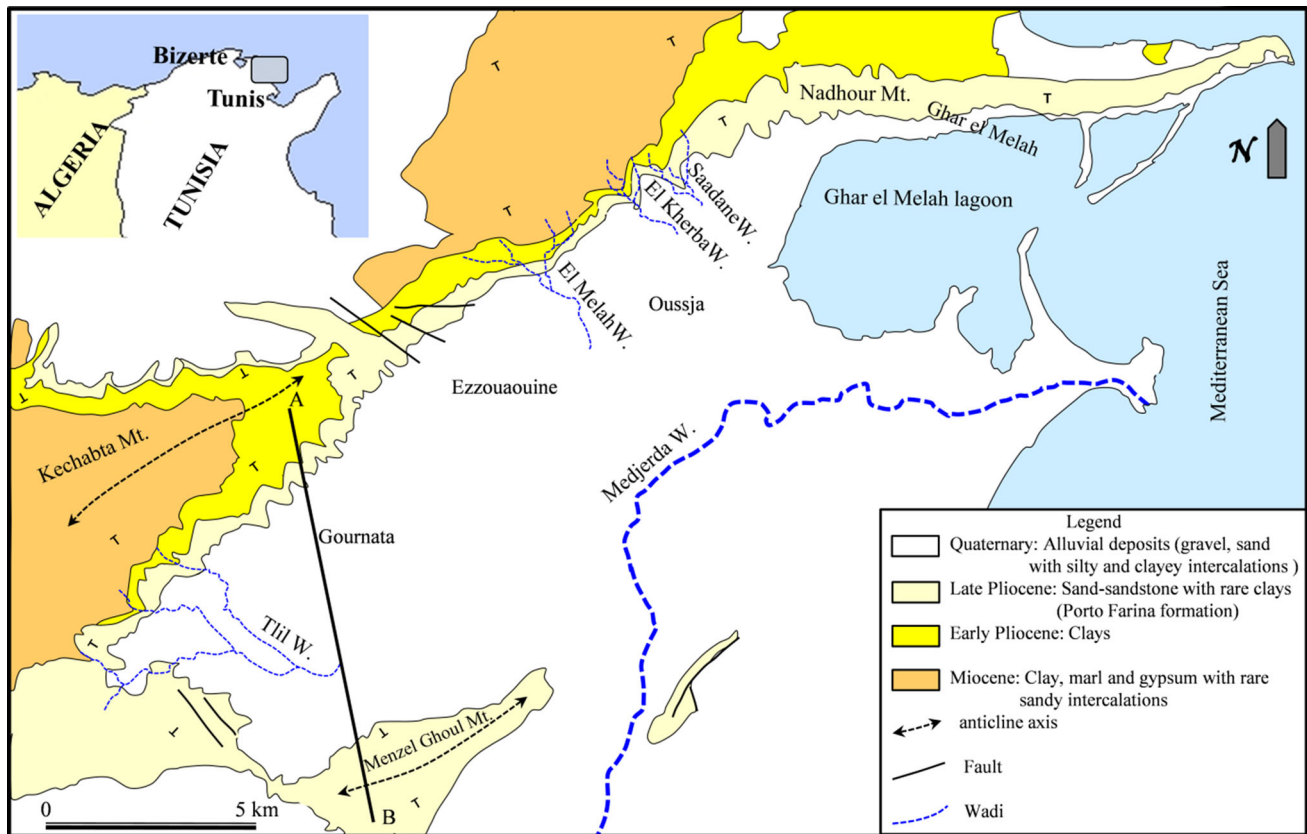 Bizerte
Tunis
ALGERIA
TUNISIA
Nadhour Mt.
Ghar el Melah
N
Ghar el Melah lagoon
Saadane W.
El Kherba W.
El Melah W.
Oussja
Mediterranean Sea
Ezzouaouine
A
Kechabta Mt.
Medjerda W.
Gournata
Tlil W.
Menzel Ghoul Mt.
B
0 5 km
Legend
Quaternary: Alluvial deposits (gravel, sand
with silty and clayey intercalations )
Late Pliocene: Sand-sandstone with rare clays
(Porto Farina formation)
Early Pliocene: Clays
Miocene: Clay, marl and gypsum with rare
sandy intercalations
anticline axis
Fault
Wadi